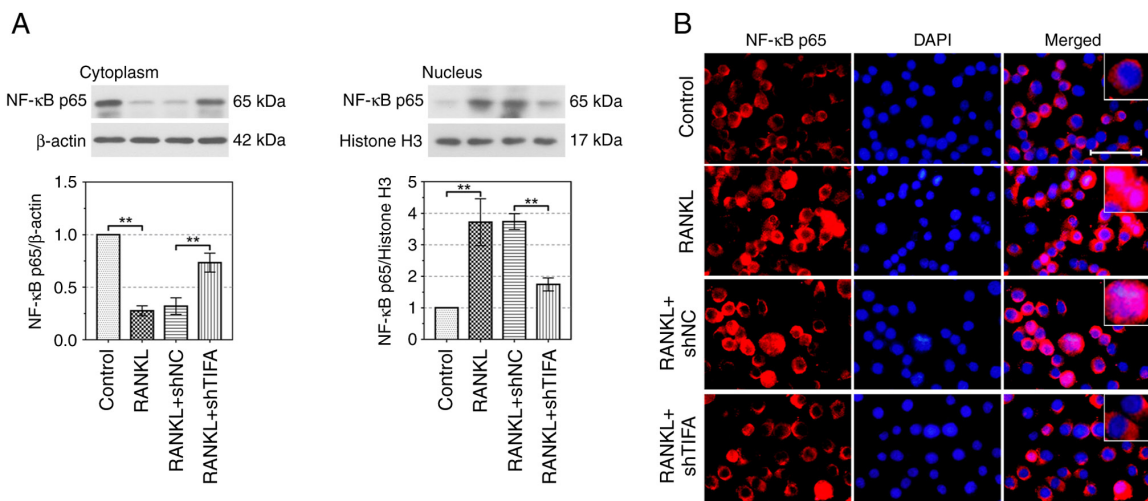 A
Cytoplasm
NF-κB p65
65 kDa
β-actin
42 kDa
NF-κB p65/β-actin
1.5
1.0
0.5
0.0
**
**
Control
RANKL
RANKL+shNC
RANKL+shTIFA
Nucleus
NF-κB p65
65 kDa
Histone H3
17 kDa
NF-κB p65/Histone H3
5
4
3
2
1
0
**
**
Control
RANKL
RANKL+shNC
RANKL+shTIFA
B
NF-κB p65
DAPI
Merged
Control
RANKL
RANKL+
shNC
RANKL+
shTIFA